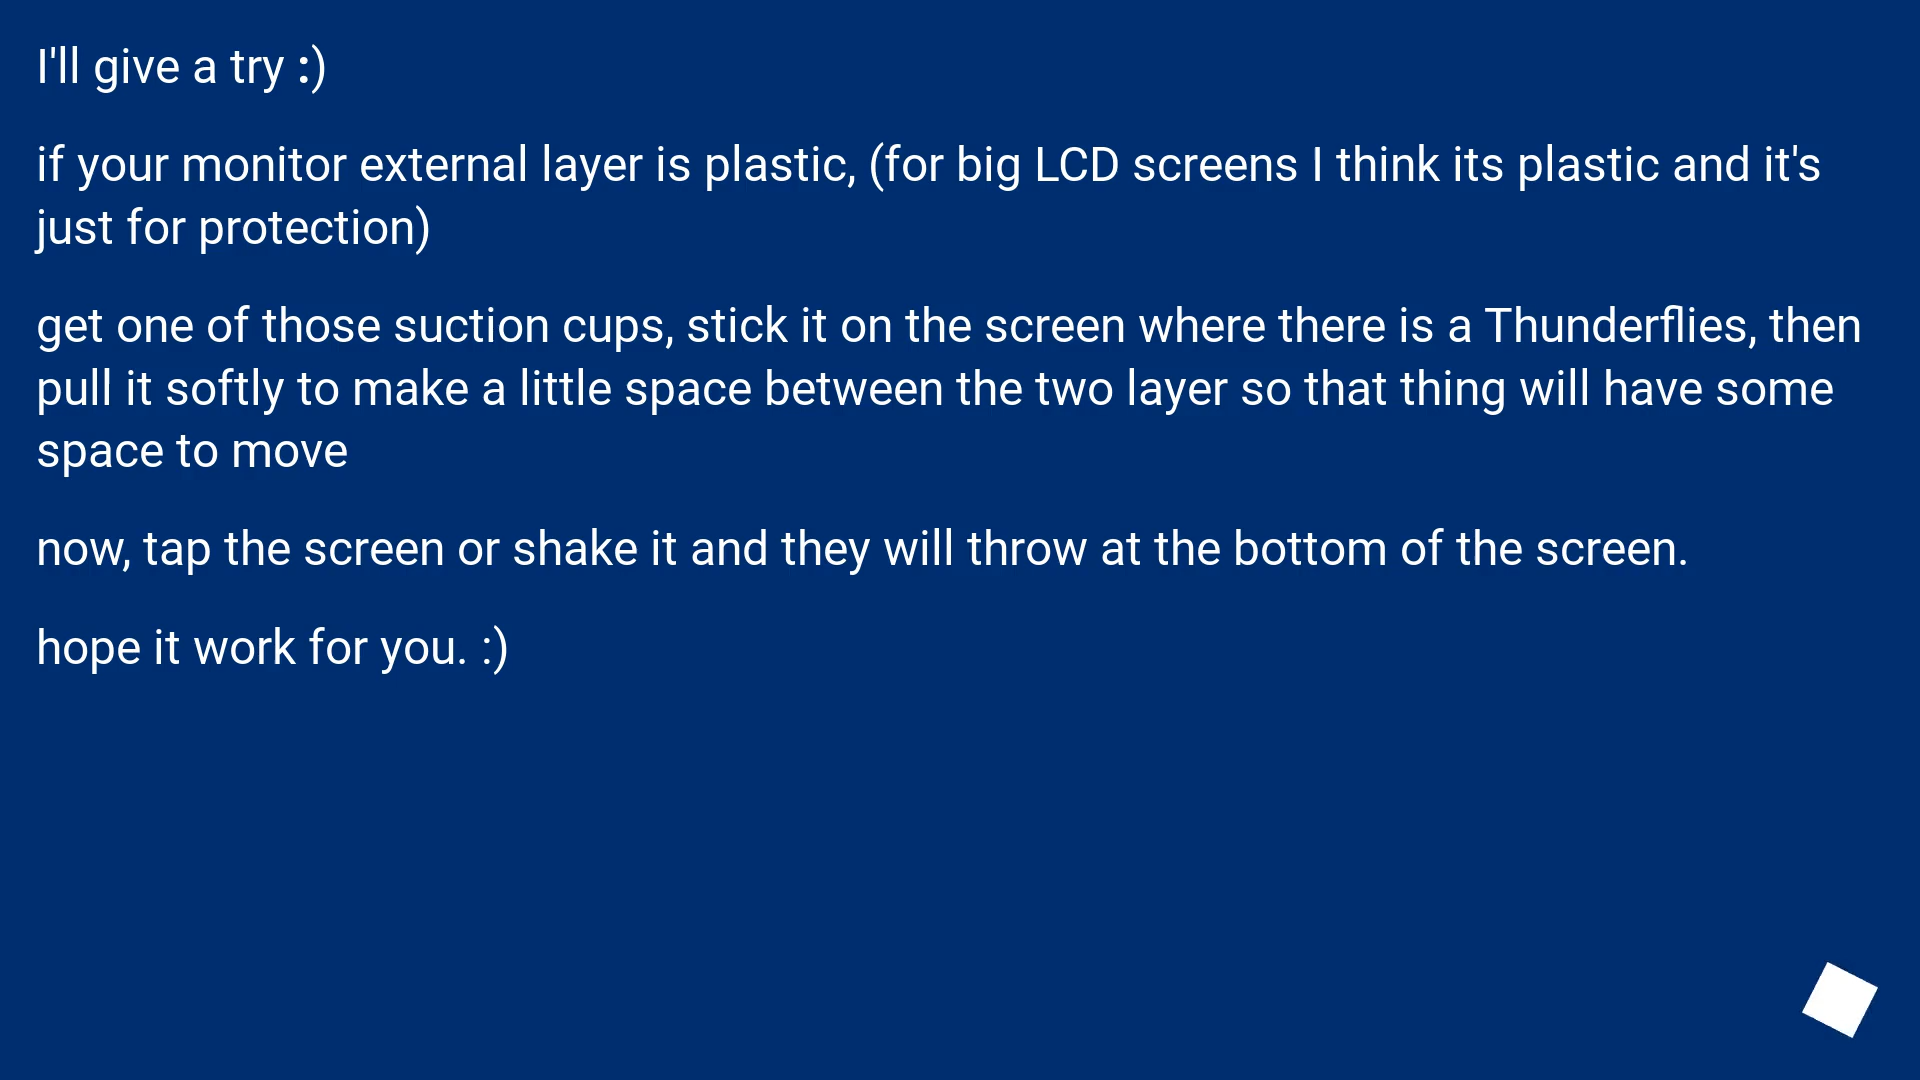 I'll give a try :)
if your monitor external layer is plastic, (for big LCD screens I think its plastic and it's
just for protection)
get one of those suction cups, stick it on the screen where there is a Thunderflies, then
pull it softly to make a little space between the two layer so that thing will have some
space to move
now, tap the screen or shake it and they will throw at the bottom of the screen.
hope it work for you. :)